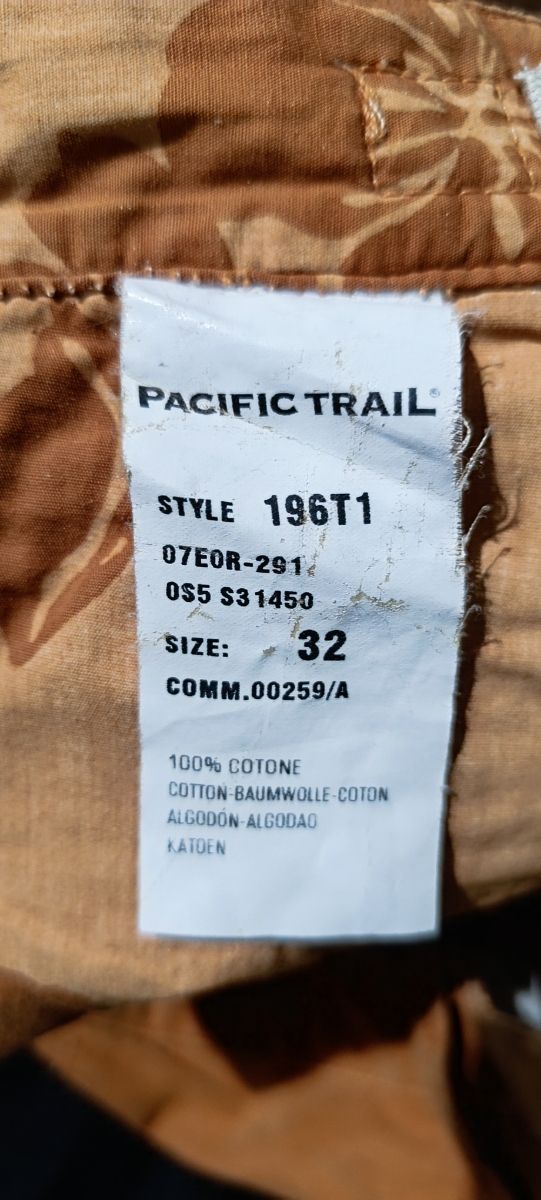 PACIFIC TRAIL®
STYLE 196T1
07E0R-291
0S5 S31450
SIZE: 32
COMM.00259/A
100% COTONE
COTTON-BAUMWOLLE-COTON
ALGODÓN-ALGODAO
KATOEN